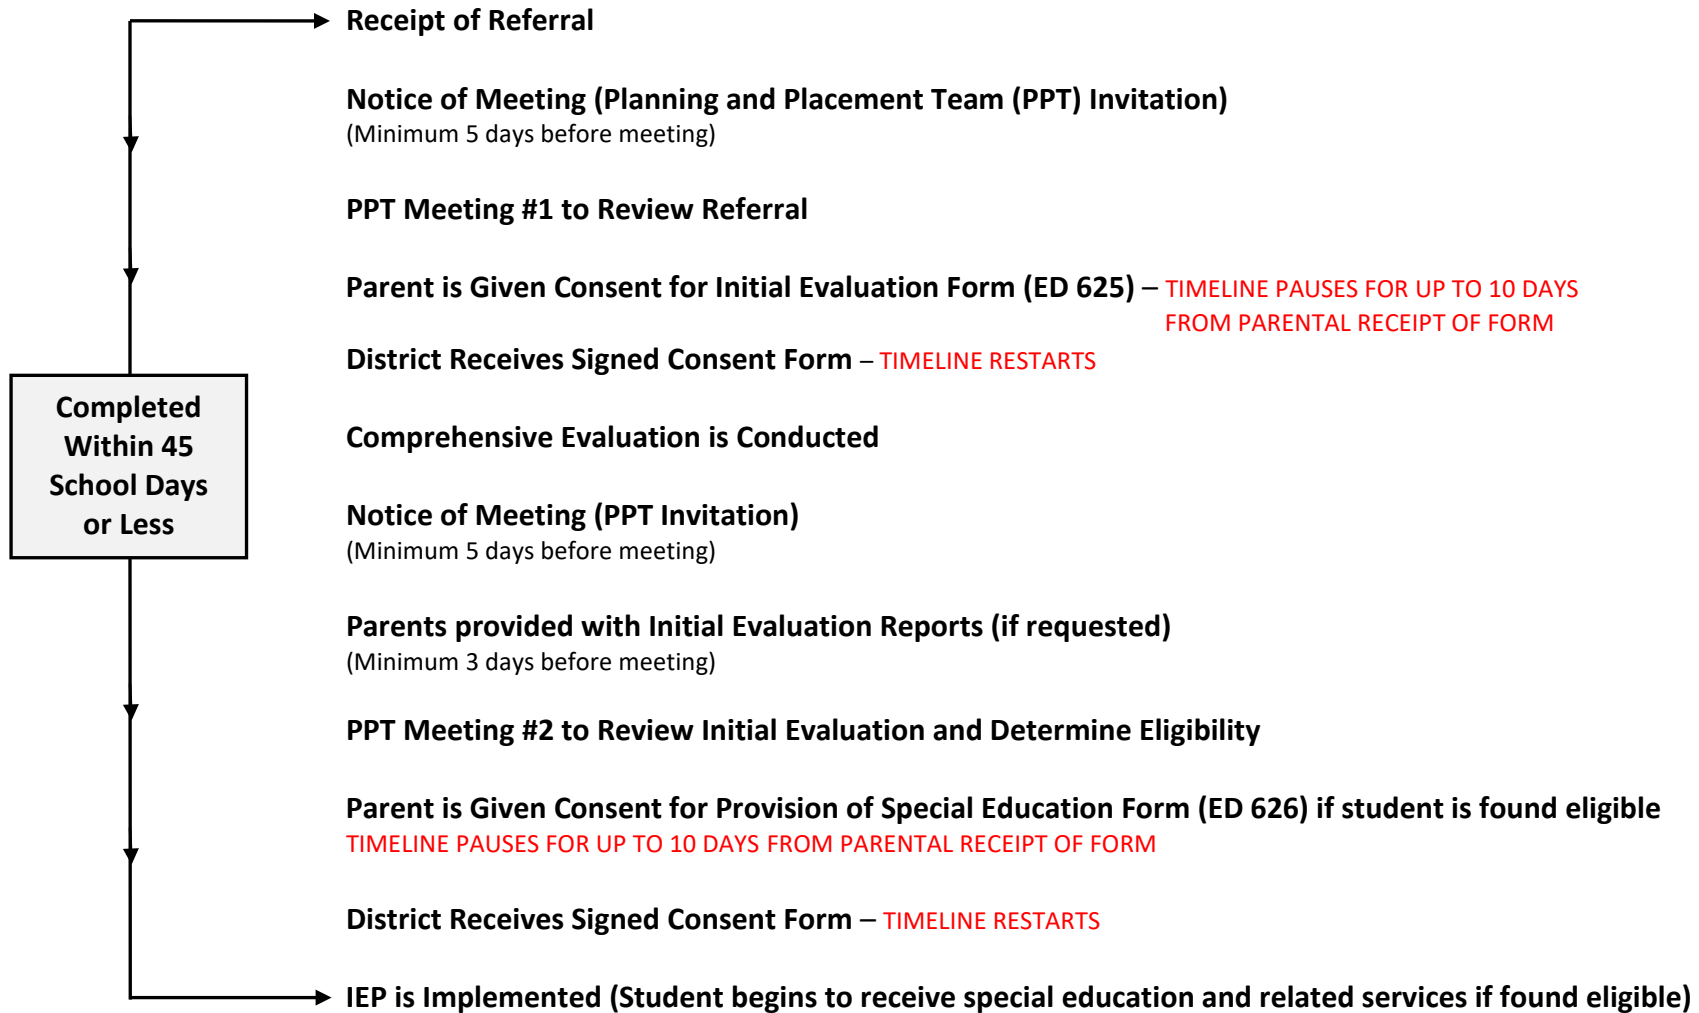 Receipt of Referral
Notice of Meeting (Planning and Placement Team (PPT) Invitation)
(Minimum 5 days before meeting)
PPT Meeting #1 to Review Referral
Parent is Given Consent for Initial Evaluation Form (ED 625) – TIMELINE PAUSES FOR UP TO 10 DAYS
FROM PARENTAL RECEIPT OF FORM
District Receives Signed Consent Form – TIMELINE RESTARTS
Completed
Within 45
School Days
or Less
Comprehensive Evaluation is Conducted
Notice of Meeting (PPT Invitation)
(Minimum 5 days before meeting)
Parents provided with Initial Evaluation Reports (if requested)
(Minimum 3 days before meeting)
PPT Meeting #2 to Review Initial Evaluation and Determine Eligibility
Parent is Given Consent for Provision of Special Education Form (ED 626) if student is found eligible
TIMELINE PAUSES FOR UP TO 10 DAYS FROM PARENTAL RECEIPT OF FORM
District Receives Signed Consent Form – TIMELINE RESTARTS
IEP is Implemented (Student begins to receive special education and related services if found eligible)